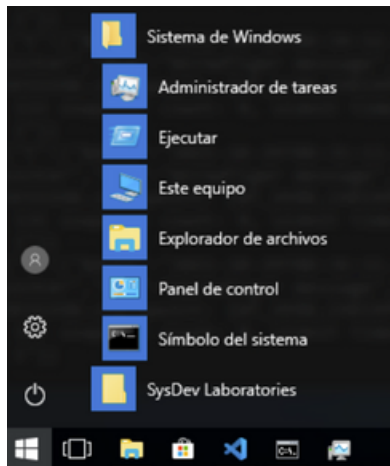 Sistema de Windows
Administrador de tareas
Ejecutar
Este equipo
Explorador de archivos
Panel de control
Símbolo del sistema
SysDev Laboratories